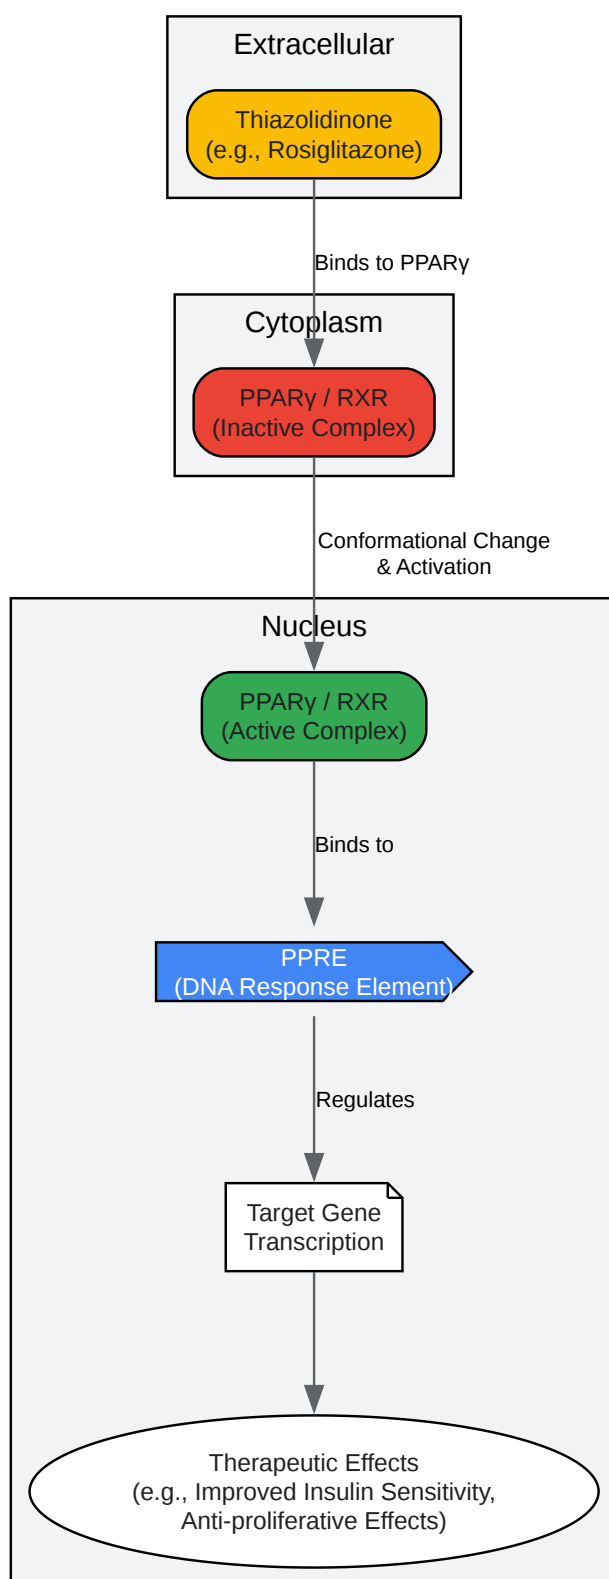 Extracellular
Thiazolidinone
(e.g., Rosiglitazone)
Binds to PPARγ
Cytoplasm
PPARγ / RXR
(Inactive Complex)
Conformational Change
& Activation
Nucleus
PPARγ / RXR
(Active Complex)
Binds to
PPRE
(DNA Response Element)
Regulates
Target Gene
Transcription
Therapeutic Effects
(e.g., Improved Insulin Sensitivity,
Anti-proliferative Effects)